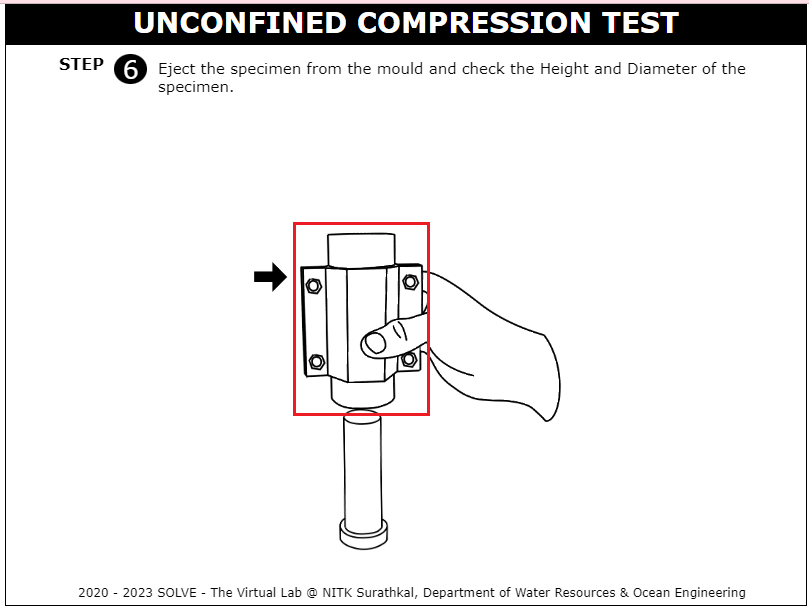 UNCONFINED COMPRESSION TEST
STEP 6 Eject the specimen from the mould and check the Height and Diameter of the
specimen.
2020 - 2023 SOLVE - The Virtual Lab @ NITK Surathkal, Department of Water Resources & Ocean Engineering